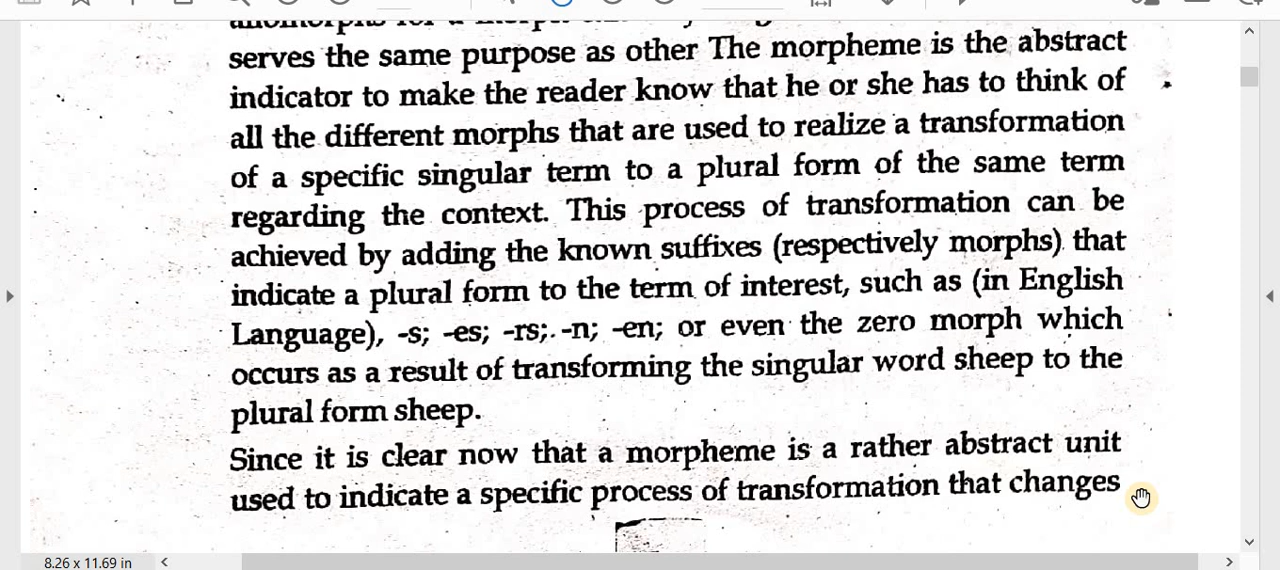 serves the same purpose as other The morpheme is the abstract
indicator to make the reader know that he or she has to think of
all the different morphs that are used to realize a transformation
of a specific singular term to a plural form of the same term
regarding the context. This process of transformation can be
achieved by adding the known suffixes (respectively morphs) that
indicate a plural form to the term of interest, such as (in English
Language), -s; -es; -rs; -n; -en; or even the zero morph which
occurs as a result of transforming the singular word sheep to the
plural form sheep.
Since it is clear now that a morpheme is a rather abstract unit
used to indicate a specific process of transformation that changes
8.26 x 11.69 in